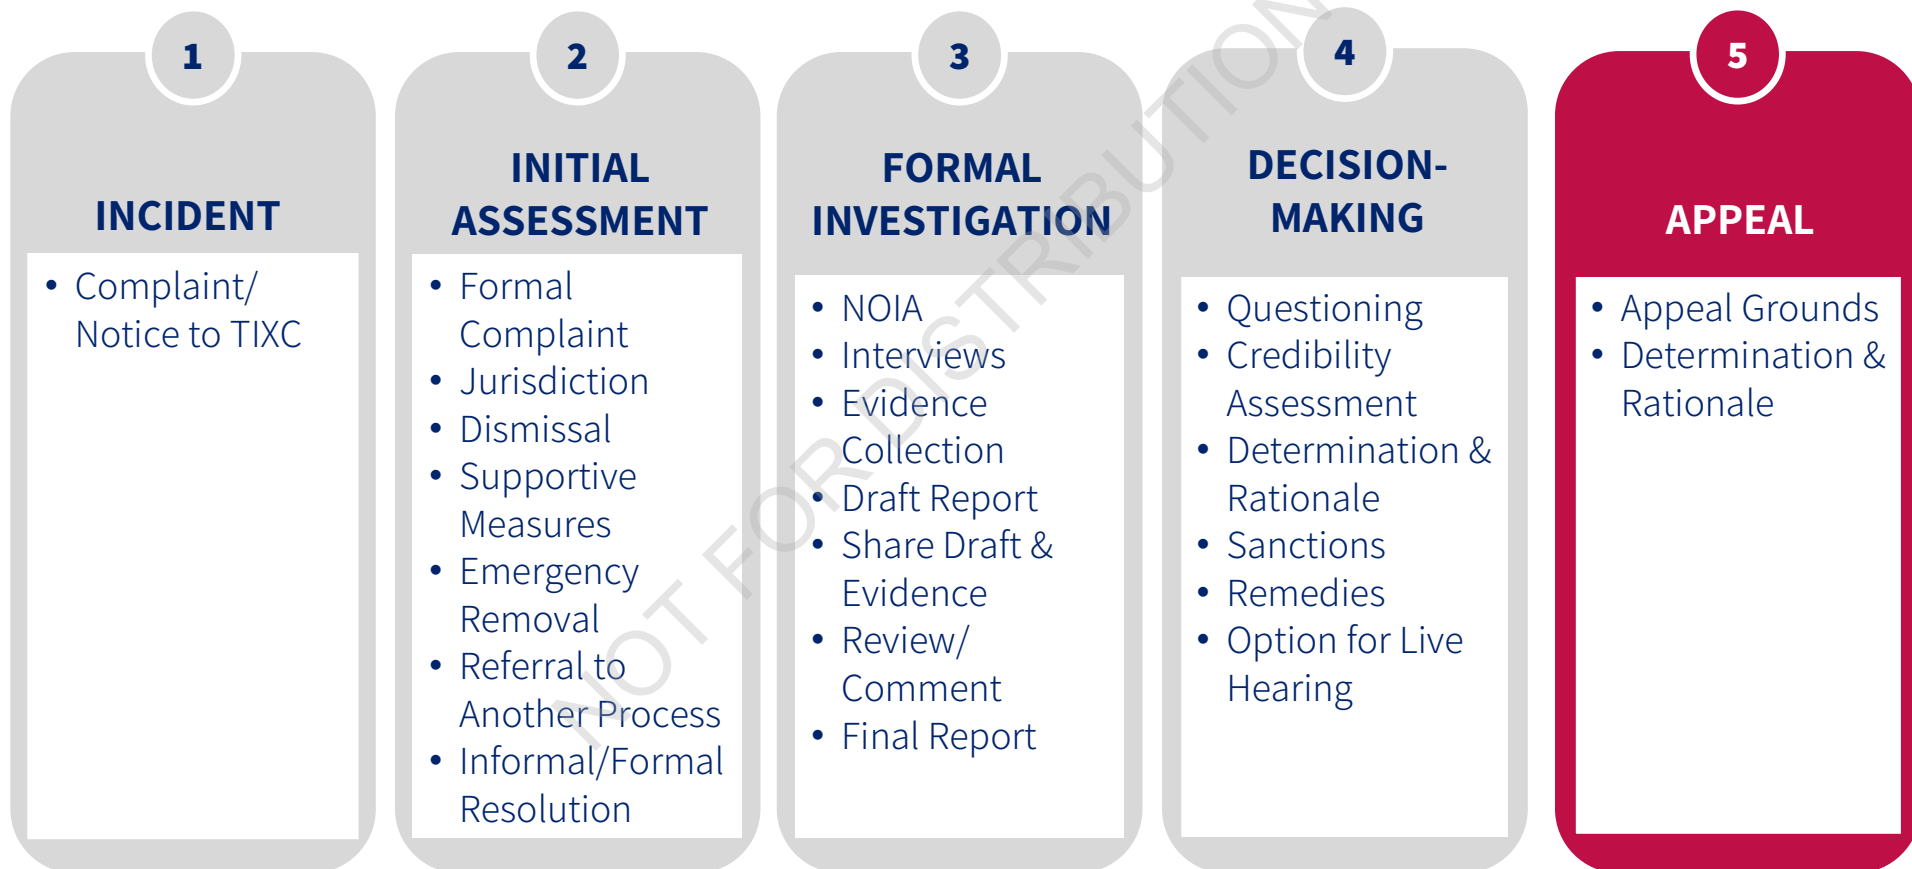 1
INCIDENT
• Complaint/
Notice to TIXC
2
INITIAL
ASSESSMENT
• Formal
Complaint
• Jurisdiction
• Dismissal
• Supportive
Measures
• Emergency
Removal
• Referral to
Another Process
• Informal/Formal
Resolution
3
FORMAL
INVESTIGATION
• NOIA
• Interviews
• Evidence
Collection
• Draft Report
• Share Draft &
Evidence
• Review/
Comment
• Final Report
4
DECISION-
MAKING
• Questioning
• Credibility
Assessment
• Determination &
Rationale
• Sanctions
• Remedies
• Option for Live
Hearing
5
APPEAL
• Appeal Grounds
• Determination &
Rationale
NOT FOR DISTRIBUTION